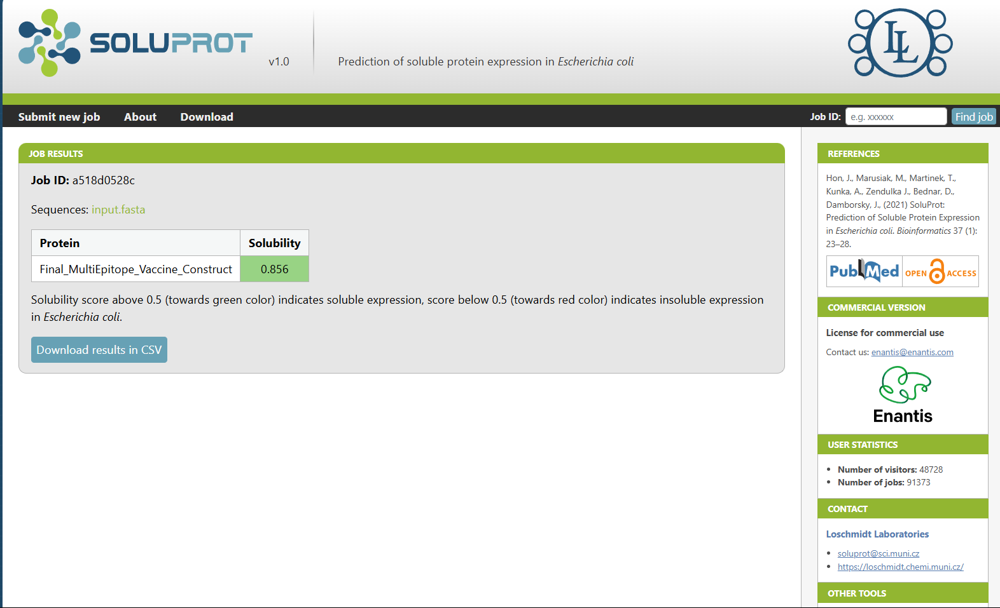 SOLUPROT
v1.0
Prediction of soluble protein expression in Escherichia coli
LL
Submit new job About Download
Job ID: e.g. xxxxxx Find job
JOB RESULTS
Job ID: a518d0528c
Sequences: input.fasta
Protein Solubility
Final_MultiEpitope_Vaccine_Construct 0.856
Solubility score above 0.5 (towards green color) indicates soluble expression, score below 0.5 (towards red color) indicates insoluble expression
in Escherichia coli.
Download results in CSV
REFERENCES
Hon, J., Marusiak, M., Martinek, T.,
Kunka, A., Zendulka J., Bednar, D.,
Damborsky, J., (2021) SoluProt:
Prediction of Soluble Protein Expression
in Escherichia coli. Bioinformatics 37 (1):
23–28.
PubMed OPEN ACCESS
COMMERCIAL VERSION
License for commercial use
Contact us: enantis@enantis.com
Enantis
USER STATISTICS
• Number of visitors: 48728
• Number of jobs: 91373
CONTACT
Loschmidt Laboratories
• soluprot@sci.muni.cz
• https://loschmidt.chemi.muni.cz/
OTHER TOOLS